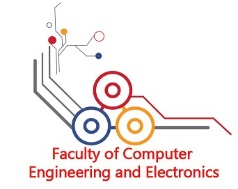 Faculty of Computer
Engineering and Electronics